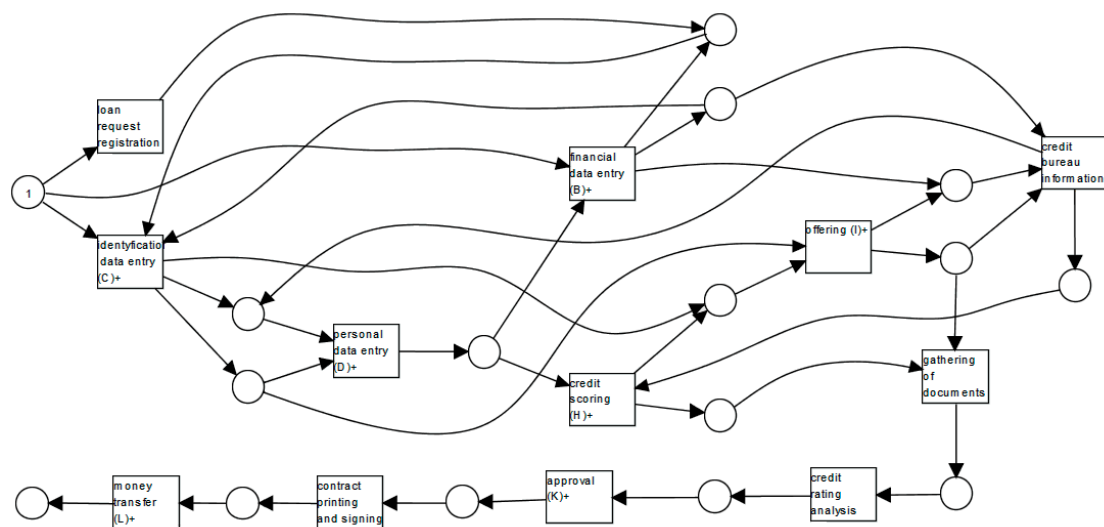 loan
request
registration
1
financial
data entry
(B)+
credit
bureau
information
identyfication
data entry
(C)+
offering (I)+
personal
data entry
(D)+
credit
scoring
(H)+
gathering
of
documents
money
transfer
(L)+
contract
printing
and signing
approval
(K)+
credit
rating
analysis